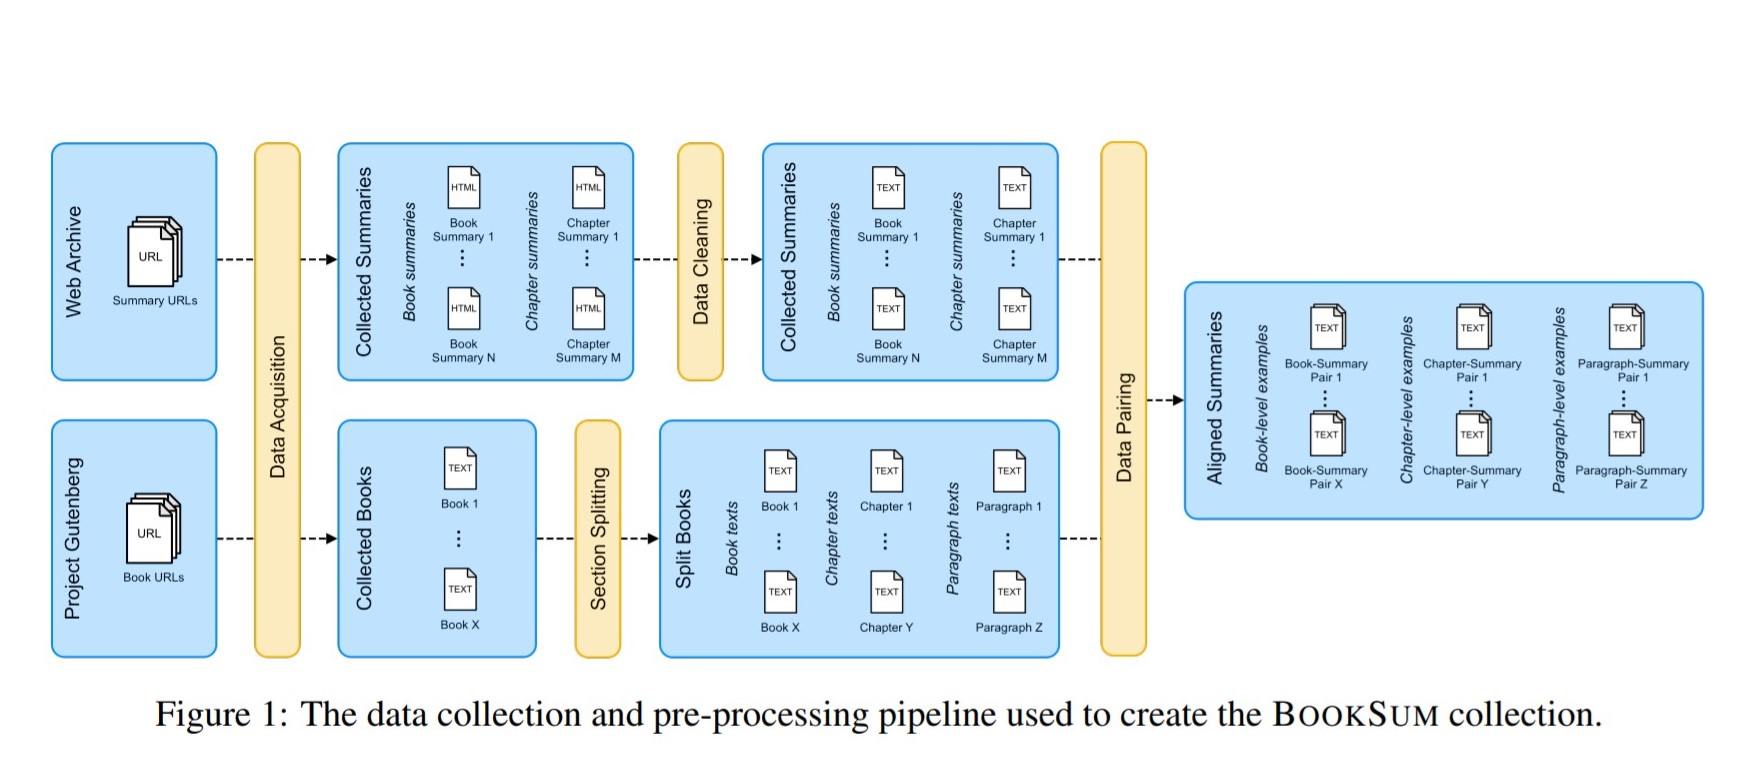 Project Gutenberg
URL
Book URLs
Web Archive
URL
Summary URLs
Data Acquisition
Collected Books
TEXT
Book X
...
TEXT
Book 1
Collected Summaries
Book summaries
HTML
Book
Summary N
...
HTML
Book
Summary 1
Chapter summaries
HTML
Chapter
Summary M
...
HTML
Chapter
Summary 1
Section Splitting
Data Cleaning
Split Books
Book texts
TEXT
Book X
...
TEXT
Book 1
Chapter texts
TEXT
Chapter Y
...
TEXT
Chapter 1
Paragraph texts
TEXT
Paragraph Z
...
TEXT
Paragraph 1
Collected Summaries
Book summaries
TEXT
Book
Summary N
...
TEXT
Book
Summary 1
Chapter summaries
TEXT
Chapter
Summary M
...
TEXT
Chapter
Summary 1
Data Pairing
Aligned Summaries
Book-level examples
TEXT
Book-Summary
Pair X
...
TEXT
Book-Summary
Pair 1
Chapter-level examples
TEXT
Chapter-Summary
Pair Y
...
TEXT
Chapter-Summary
Pair 1
Paragraph-level examples
TEXT
Paragraph-Summary
Pair Z
...
TEXT
Paragraph-Summary
Pair 1
Figure 1: The data collection and pre-processing pipeline used to create the BOOKSUM collection.